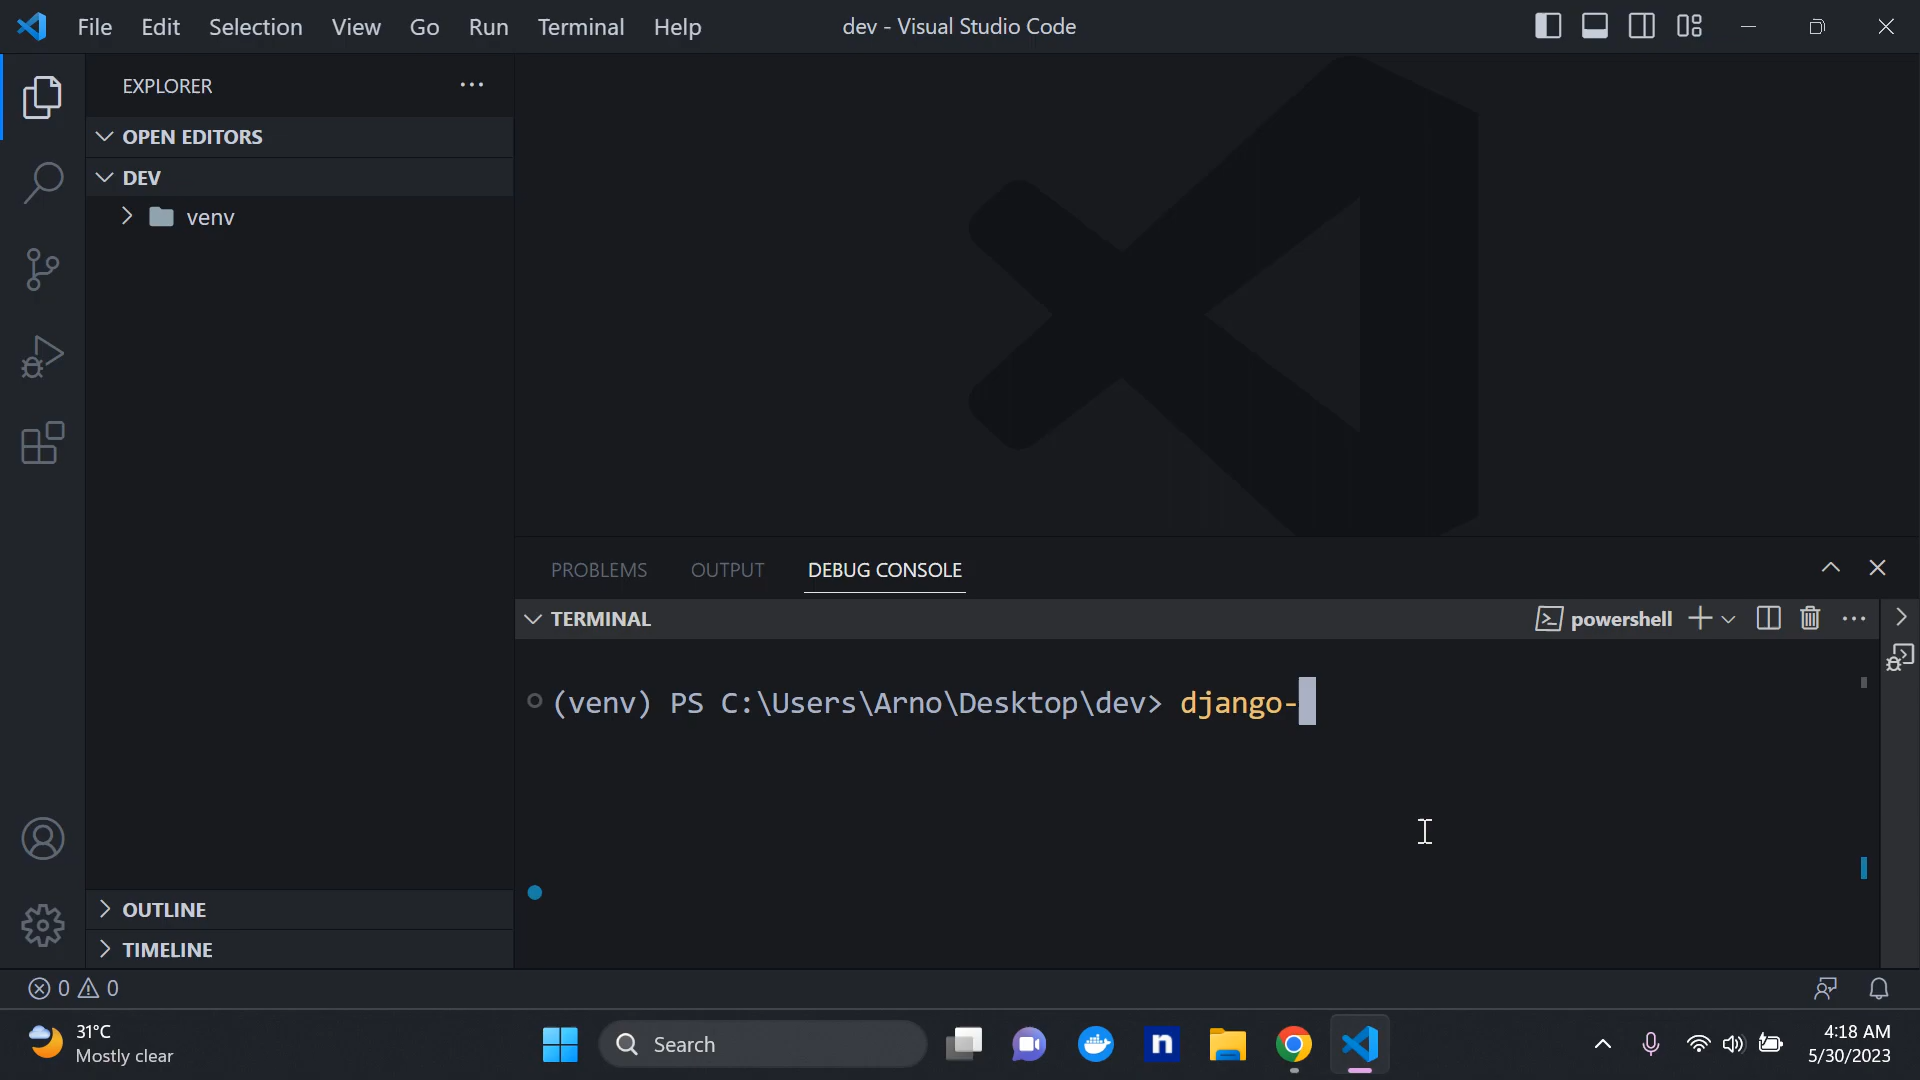 File Edit Selection View Go Run Terminal Help
dev - Visual Studio Code
EXPLORER
OPEN EDITORS
DEV
venv
PROBLEMS OUTPUT DEBUG CONSOLE
TERMINAL
powershell
(venv) PS C:\Users\Arno\Desktop\dev> django-
OUTLINE
TIMELINE
0 0
31°C
Mostly clear
Search
n
4:18 AM
5/30/2023